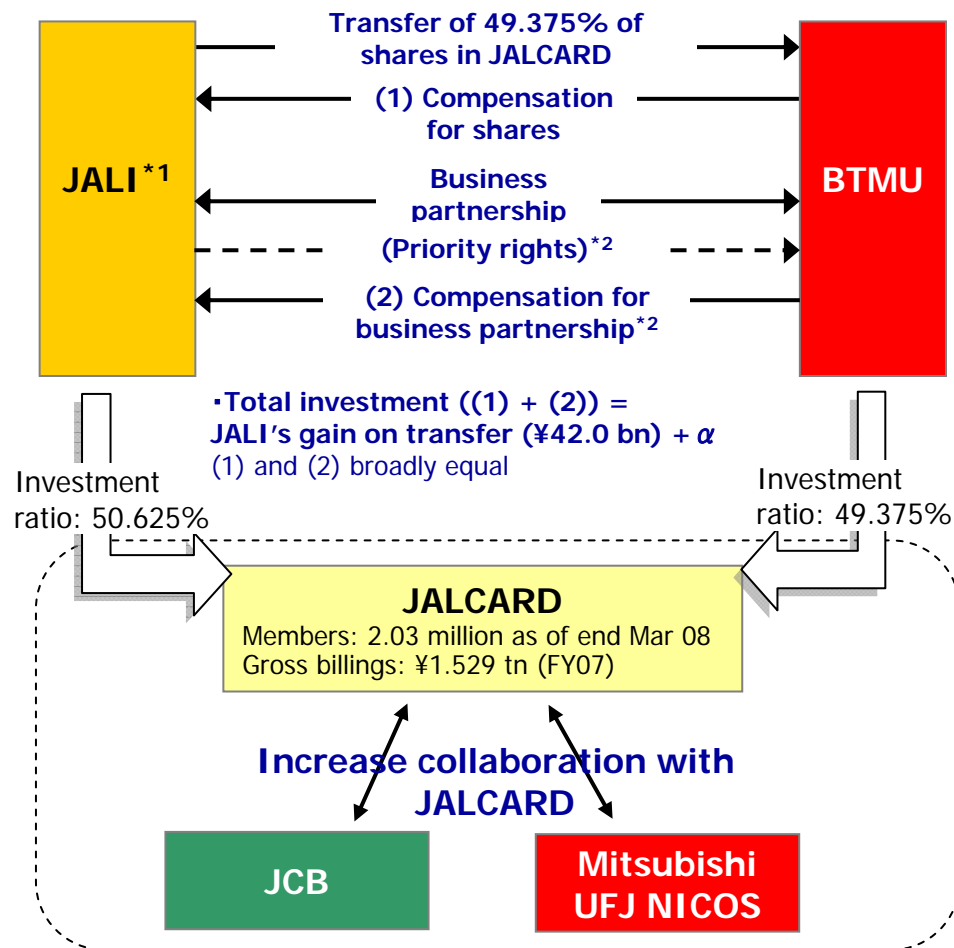 Transfer of 49.375% of
shares in JALCARD
(1) Compensation
for shares
JALI*1
BTMU
Business
partnership
(Priority rights)*2
(2) Compensation for
business partnership*2
・Total investment ((1) + (2)) =
JALI's gain on transfer (¥42.0 bn) + α
(1) and (2) broadly equal
Investment
ratio: 50.625%
Investment
ratio: 49.375%
JALCARD
Members: 2.03 million as of end Mar 08
Gross billings: ¥1.529 tn (FY07)
Increase collaboration with
JALCARD
JCB
Mitsubishi
UFJ NICOS